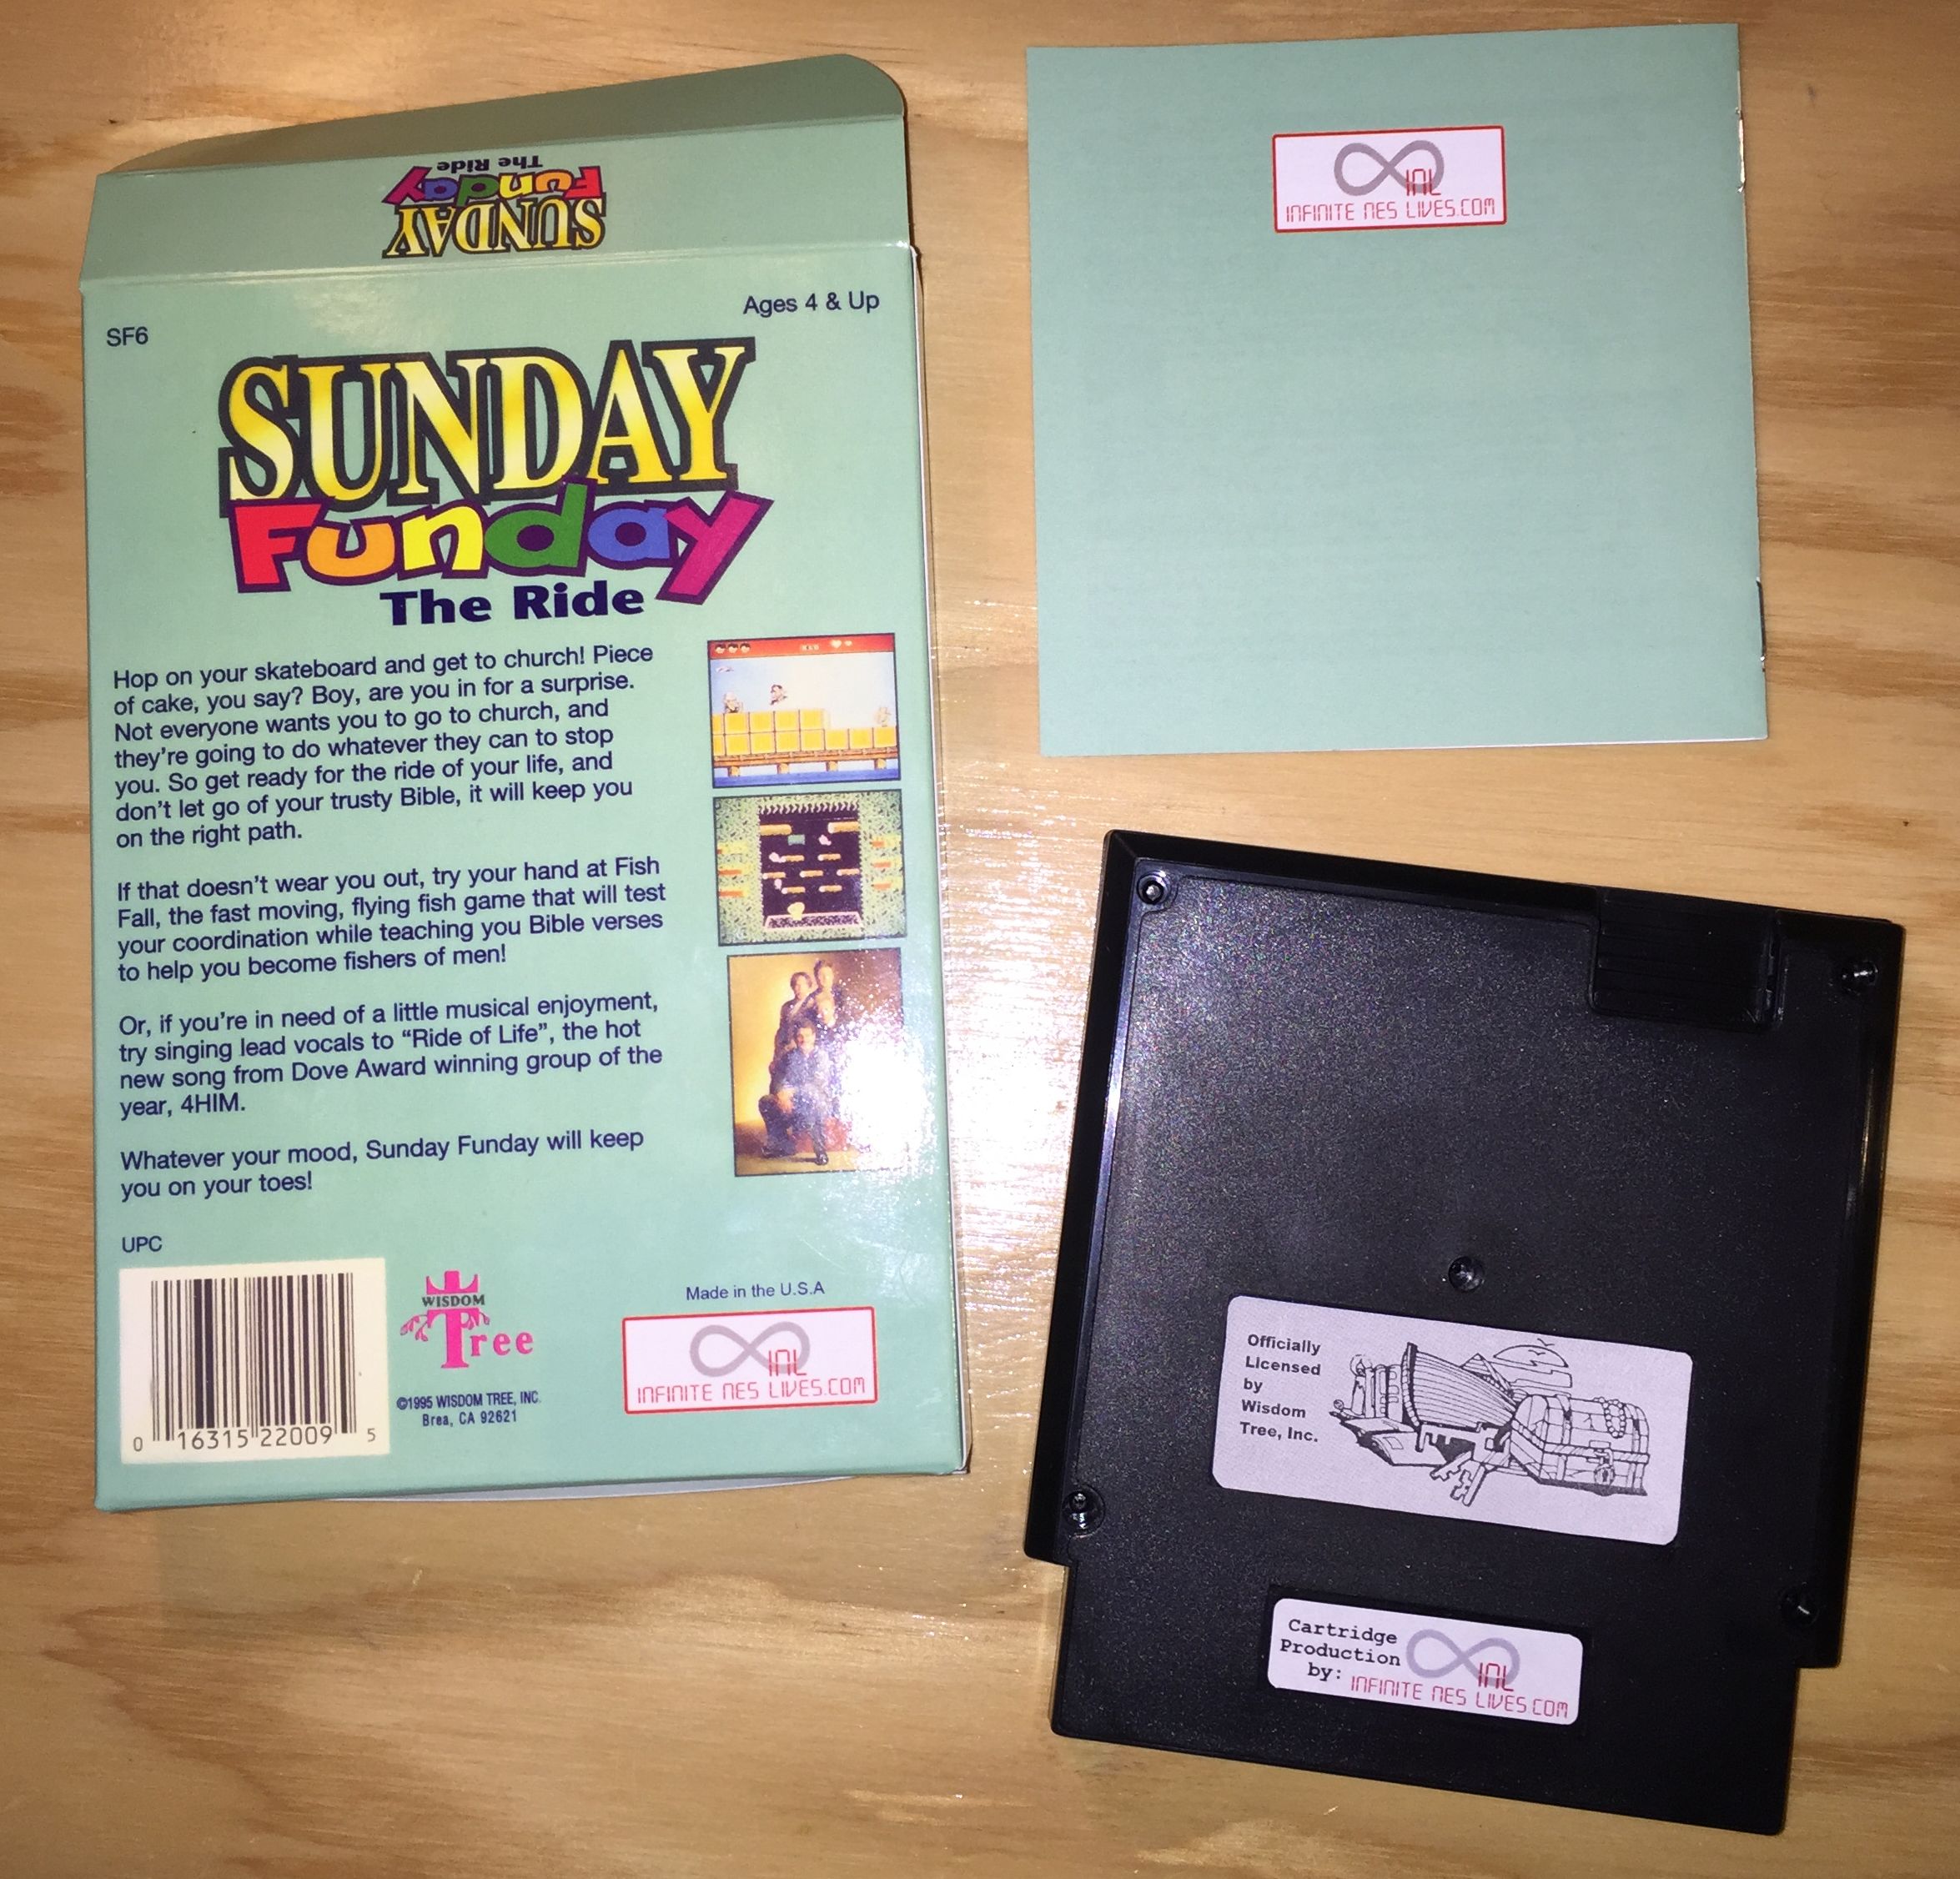 SUNDAY
Funday
The Ride
SF6
Ages 4 & Up
SUNDAY
Funday
The Ride
Hop on your skateboard and get to church! Piece
of cake, you say? Boy, are you in for a surprise.
Not everyone wants you to go to church, and
they're going to do whatever they can to stop
you. So get ready for the ride of your life, and
don't let go of your trusty Bible, it will keep you
on the right path.
If that doesn't wear you out, try your hand at Fish
Fall, the fast moving, flying fish game that will test
your coordination while teaching you Bible verses
to help you become fishers of men!
Or, if you're in need of a little musical enjoyment,
try singing lead vocals to “Ride of Life”, the hot
new song from Dove Award winning group of the
year, 4HIM.
Whatever your mood, Sunday Funday will keep
you on your toes!
UPC
0 16315 22009 5
WISDOM
Tree
©1995 WISDOM TREE, INC.
Brea, CA 92621
Made in the U.S.A
INL
INFINITE NES LIVES.COM
INL
INFINITE NES LIVES.COM
Officially
Licensed
by
Wisdom
Tree, Inc.
Cartridge
Production
by:
INL
INFINITE NES LIVES.COM